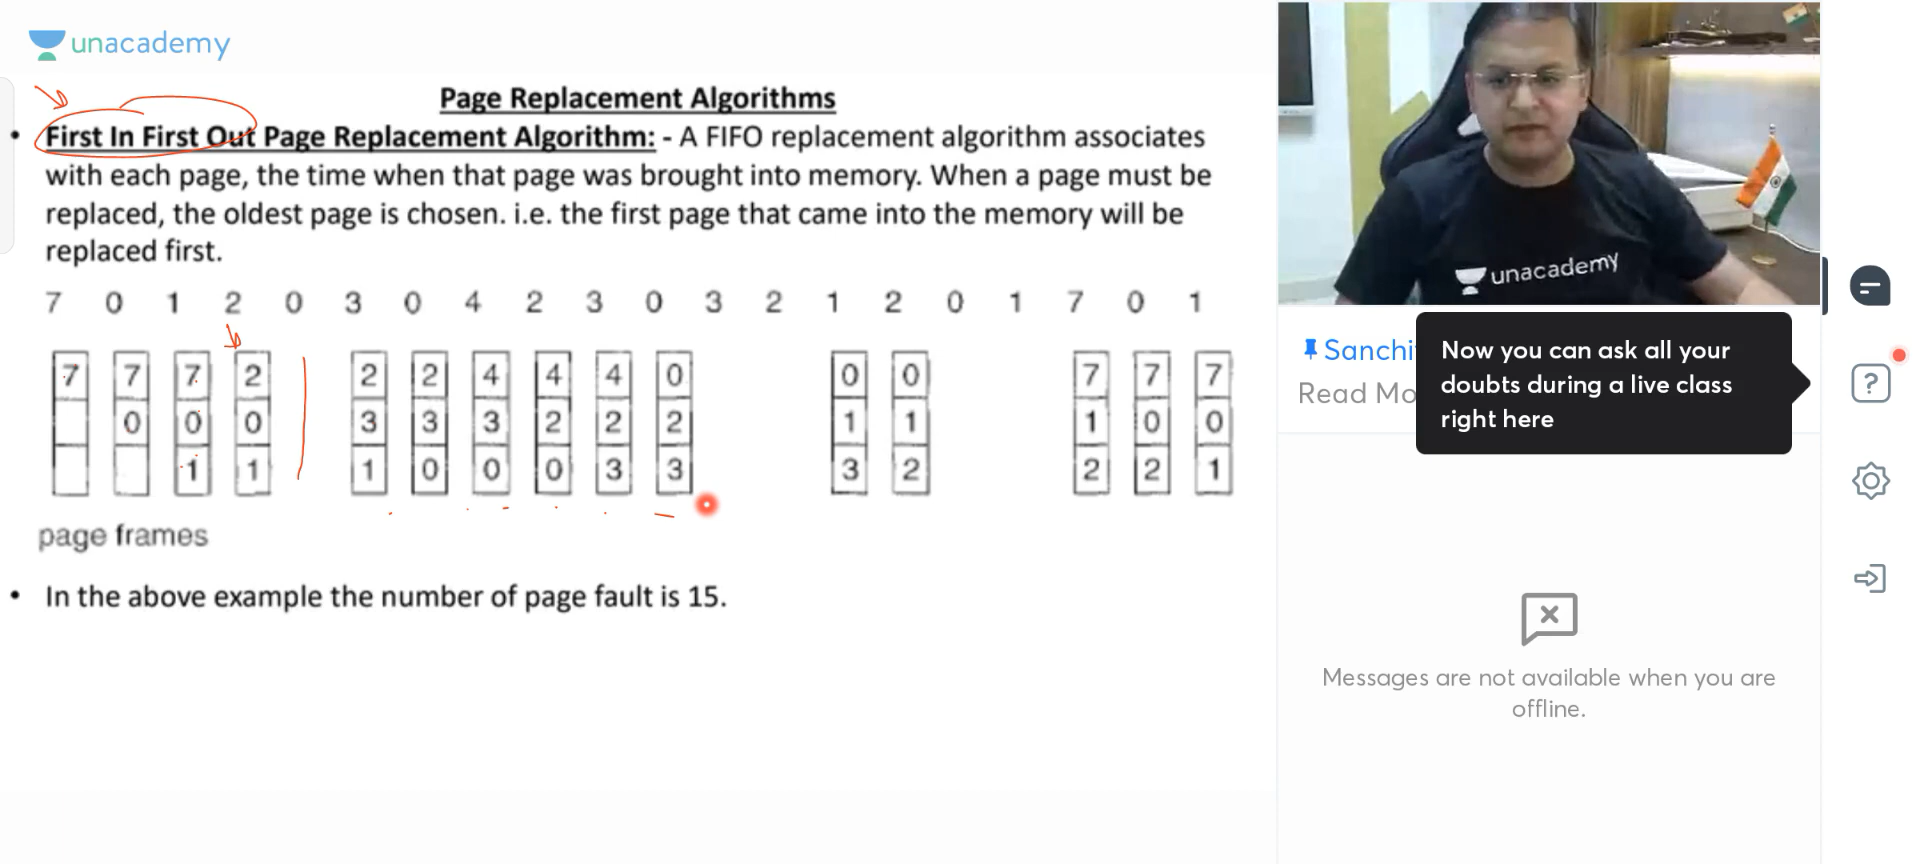 unacademy
Page Replacement Algorithms
• First In First Out Page Replacement Algorithm: - A FIFO replacement algorithm associates
with each page, the time when that page was brought into memory. When a page must be
replaced, the oldest page is chosen. i.e. the first page that came into the memory will be
replaced first.
7 0 1 2 0 3 0 4 2 3 0 3 2 1 2 0 1 7 0 1
7 7 7 2 2 2 4 4 4 0 0 0 7 7 7
0 0 0 3 3 3 2 2 2 1 1 1 0 0
1 1 1 0 0 0 3 3 3 2 2 2 1
page frames
• In the above example the number of page fault is 15.
unacademy
Sanchi
Read Mo
Now you can ask all your
doubts during a live class
right here
?
Messages are not available when you are
offline.